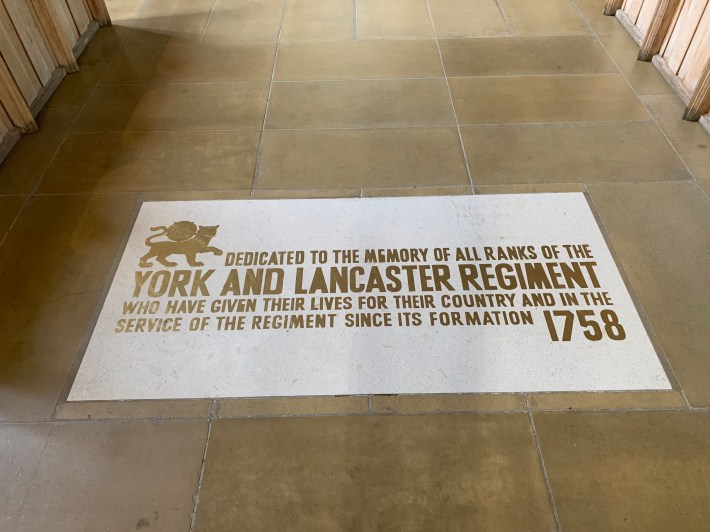 DEDICATED TO THE MEMORY OF ALL RANKS OF THE
YORK AND LANCASTER REGIMENT
WHO HAVE GIVEN THEIR LIVES FOR THEIR COUNTRY AND IN THE
SERVICE OF THE REGIMENT SINCE ITS FORMATION 1758